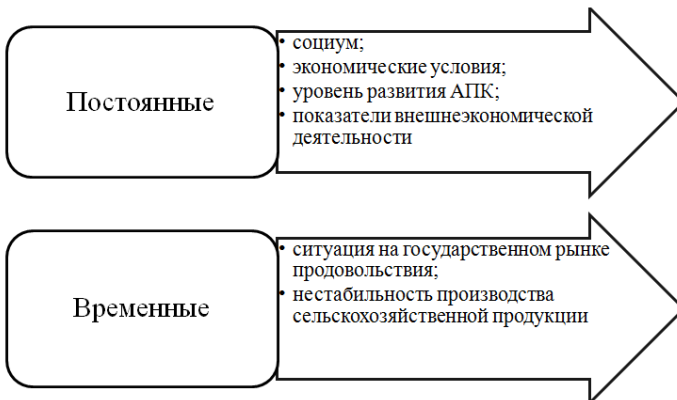 Постоянные
• социум;
• экономические условия;
• уровень развития АПК;
• показатели внешнеэкономической
деятельности
Временные
• ситуация на государственном рынке
продовольствия;
• нестабильность производства
сельскохозяйственной продукции